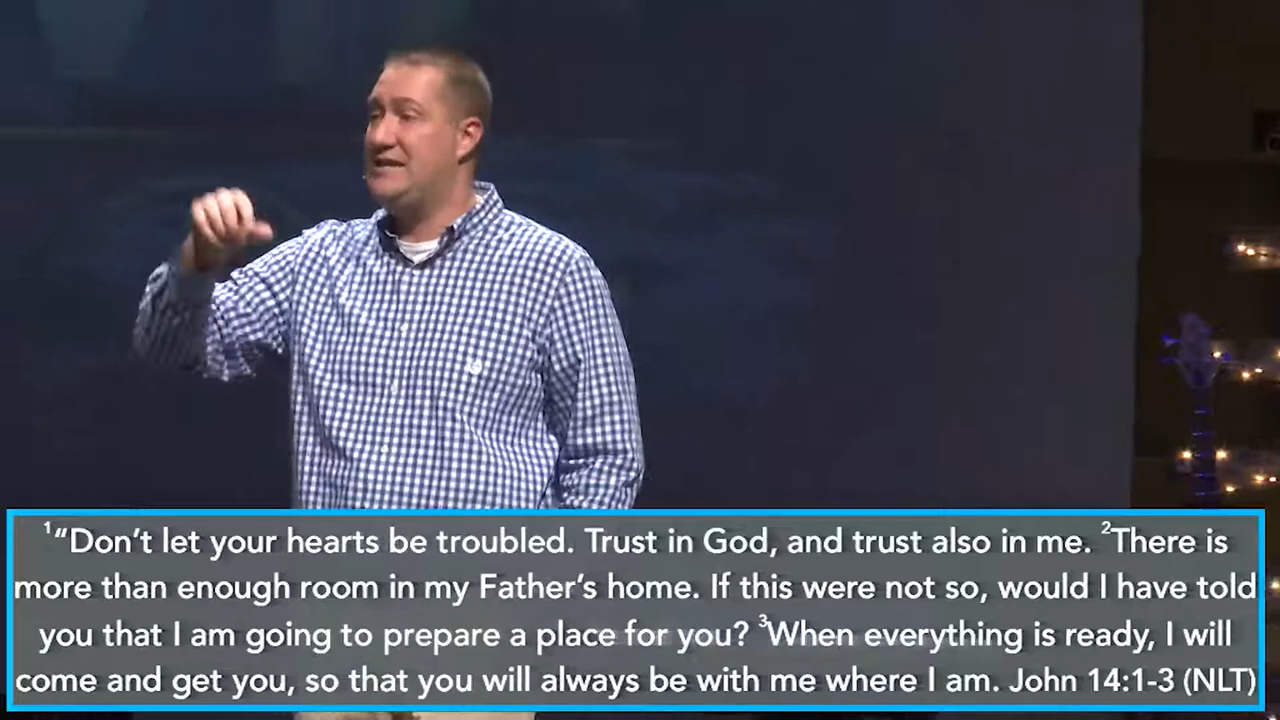 ¹“Don’t let your hearts be troubled. Trust in God, and trust also in me. ²There is
more than enough room in my Father’s home. If this were not so, would I have told
you that I am going to prepare a place for you? ³When everything is ready, I will
come and get you, so that you will always be with me where I am. John 14:1-3 (NLT)